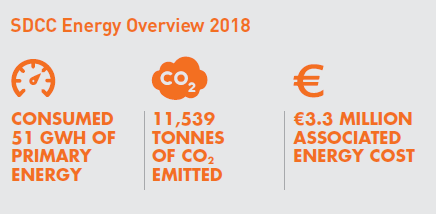 SDCC Energy Overview 2018
CO₂
€
CONSUMED
51 GWH OF
PRIMARY
ENERGY
11,539
TONNES
OF CO₂
EMITTED
€3.3 MILLION
ASSOCIATED
ENERGY COST